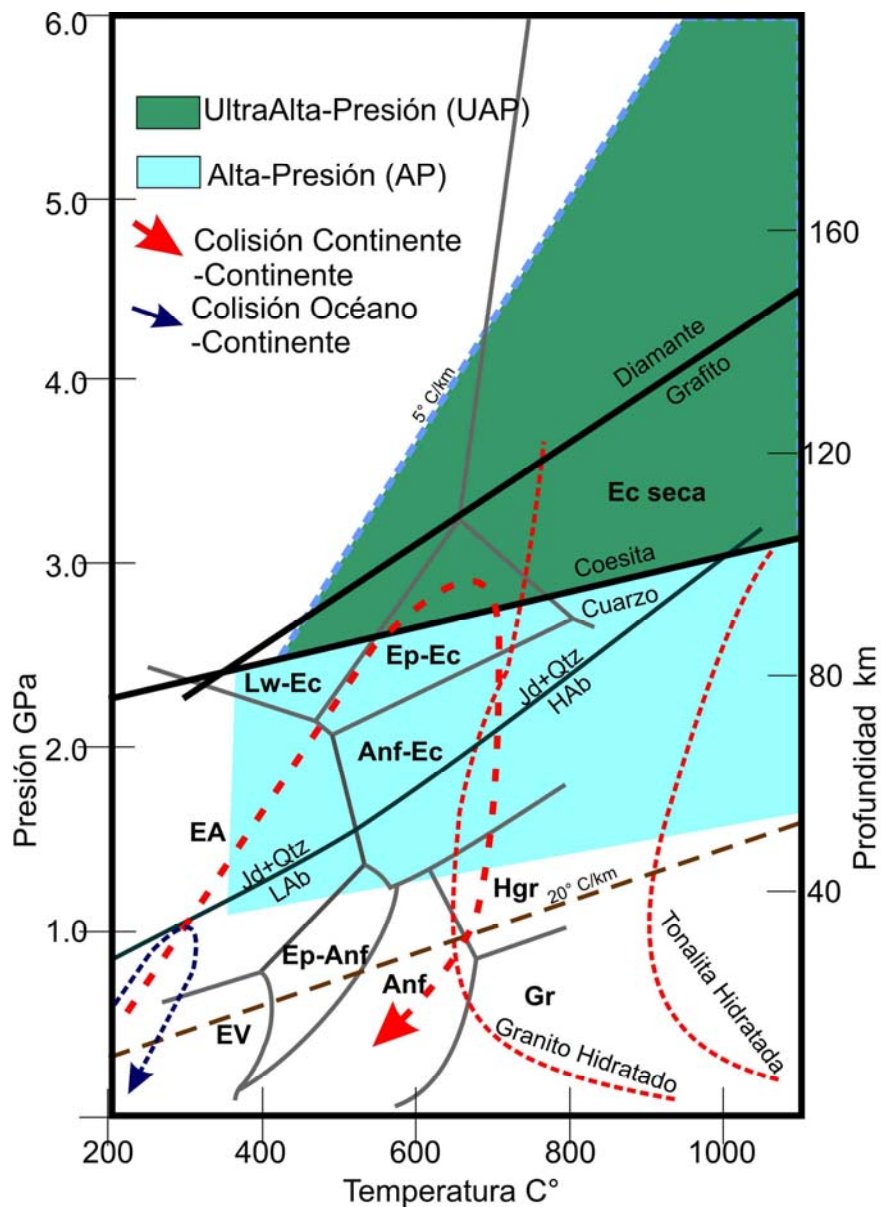 6.0
5.0
4.0
3.0
2.0
1.0
Presión GPa
UltraAlta-Presión (UAP)
Alta-Presión (AP)
Colisión Continente
-Continente
Colisión Océano
-Continente
5° C/km
Diamante
Grafito
Ec seca
Coesita
Cuarzo
Lw-Ec
Ep-Ec
Jd+Qtz
HAb
Anf-Ec
EA
Jd+Qtz
LAb
Hgr
20° C/km
Ep-Anf
Anf
Gr
EV
Granito Hidratado
Tonalita Hidratada
160
120
80
40
Profundidad km
200
400
600
800
1000
Temperatura C°